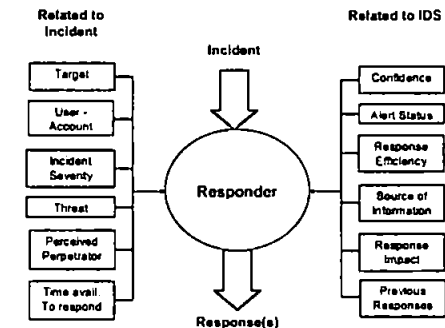 Related to
Incident
Target
User -
Account
Incident
Severity
Threat
Perceived
Perpetrator
Time avail.
To respond
Incident
Responder
Response(s)
Related to IDS
Confidence
Alert Status
Response
Efficiency
Source of
Information
Response
Impact
Previous
Responses